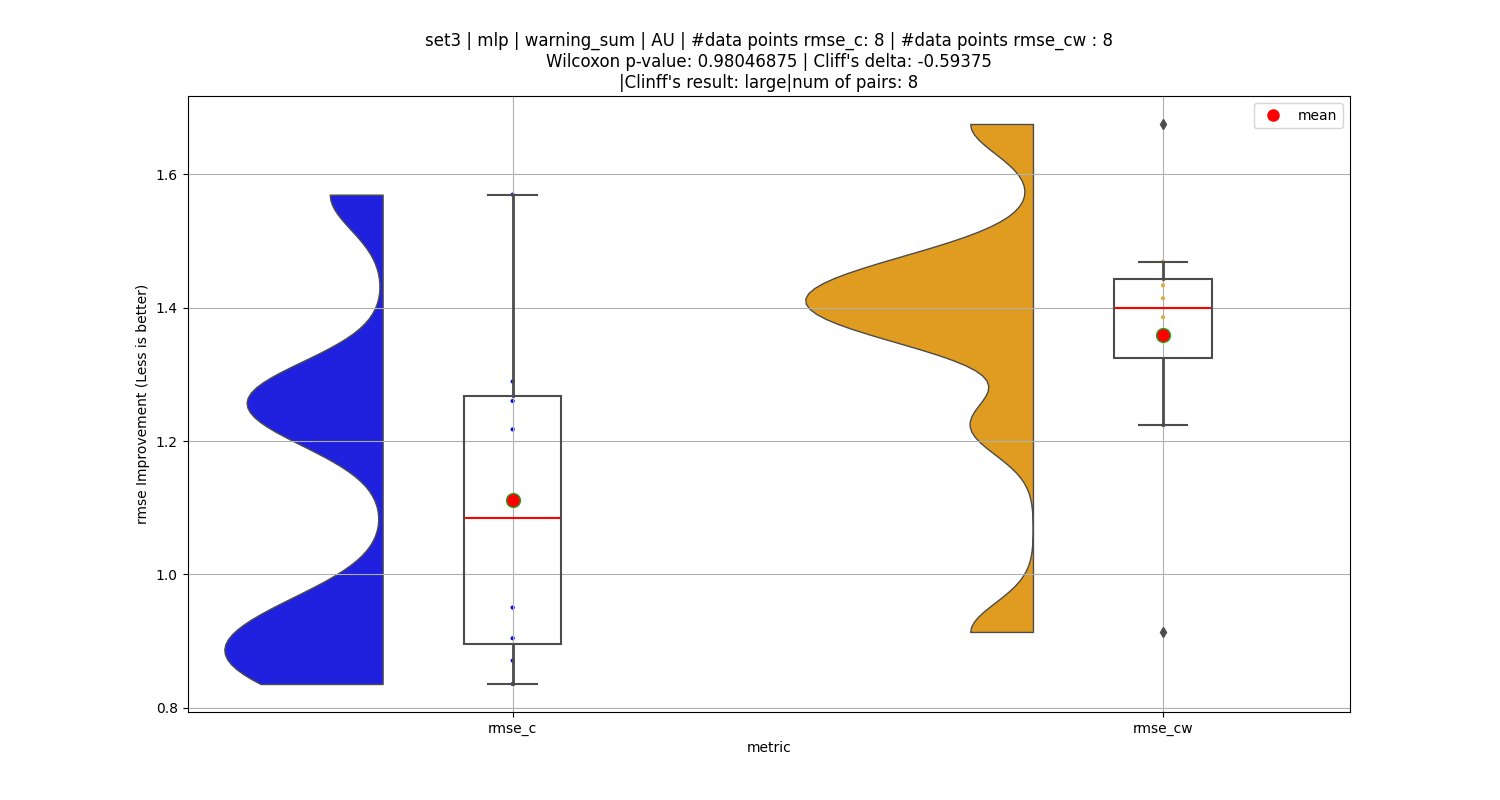 set3 | mlp | warning_sum | AU | #data points rmse_c: 8 | #data points rmse_cw : 8
Wilcoxon p-value: 0.98046875 | Cliff's delta: -0.59375
|Clinff's result: large|num of pairs: 8
mean
1.6
1.4
1.2
1.0
0.8
rmse Improvement (Less is better)
rmse_c
rmse_cw
metric